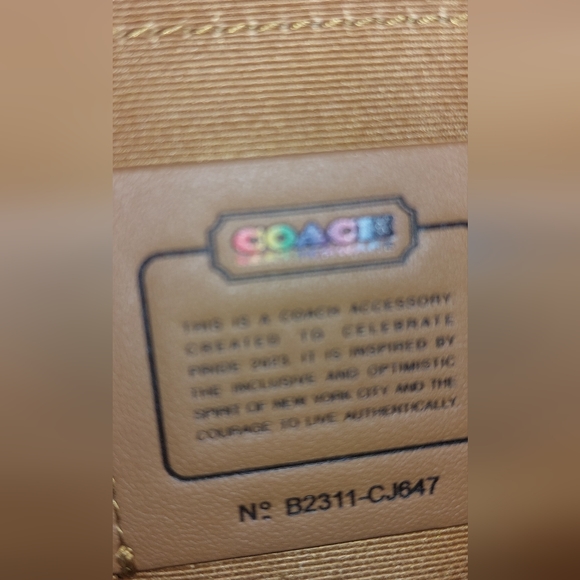 COACH
THIS IS A COACH ACCESSORY
CREATED TO CELEBRATE
PRIDE IT IS INSPIRED BY
THE INCLUSIVE AND OPTIMISTIC
SPIRIT OF NEW YORK CITY AND THE
COURAGE TO LIVE AUTHENTICALLY.
Nº B2311-CJ647